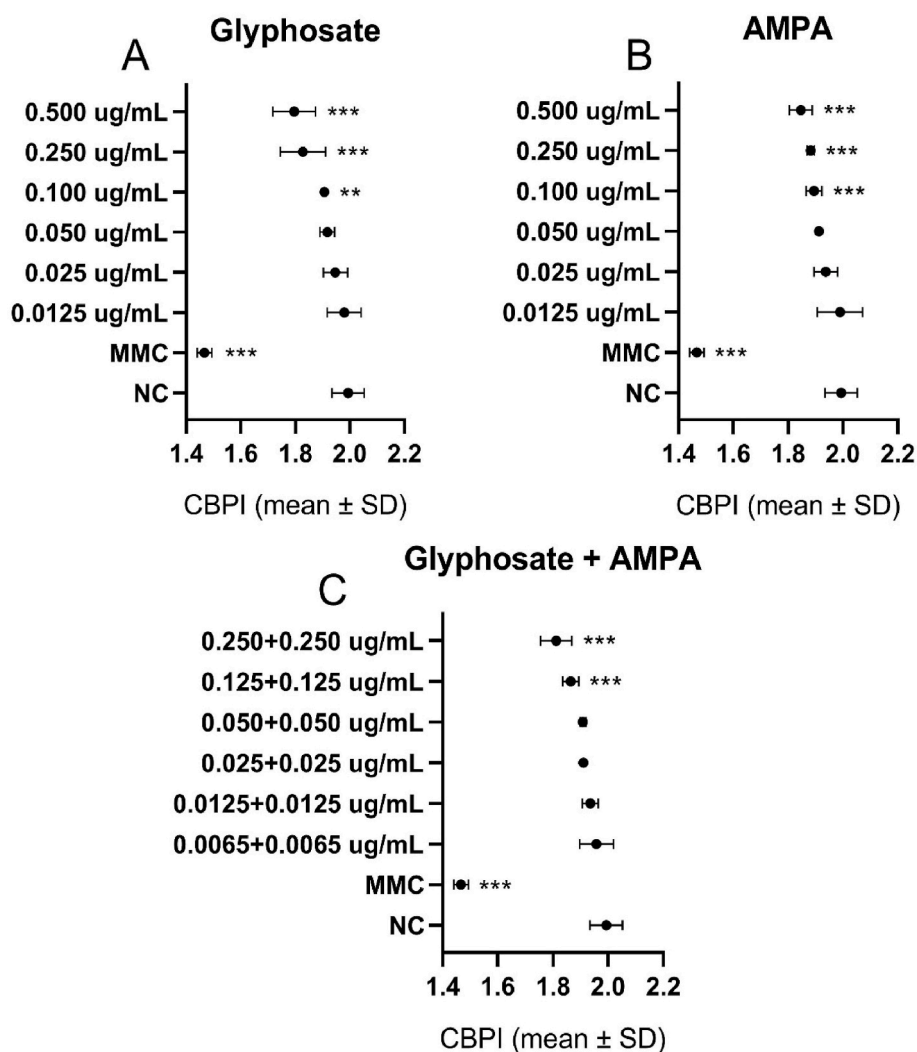 Glyphosate
A
0.500 ug/mL ***
0.250 ug/mL ***
0.100 ug/mL **
0.050 ug/mL
0.025 ug/mL
0.0125 ug/mL
MMC ***
NC
1.4 1.6 1.8 2.0 2.2
CBPI (mean ± SD)
AMPA
B
0.500 ug/mL ***
0.250 ug/mL ***
0.100 ug/mL ***
0.050 ug/mL
0.025 ug/mL
0.0125 ug/mL
MMC ***
NC
1.4 1.6 1.8 2.0 2.2
CBPI (mean ± SD)
Glyphosate + AMPA
C
0.250+0.250 ug/mL ***
0.125+0.125 ug/mL ***
0.050+0.050 ug/mL
0.025+0.025 ug/mL
0.0125+0.0125 ug/mL
0.0065+0.0065 ug/mL
MMC ***
NC
1.4 1.6 1.8 2.0 2.2
CBPI (mean ± SD)